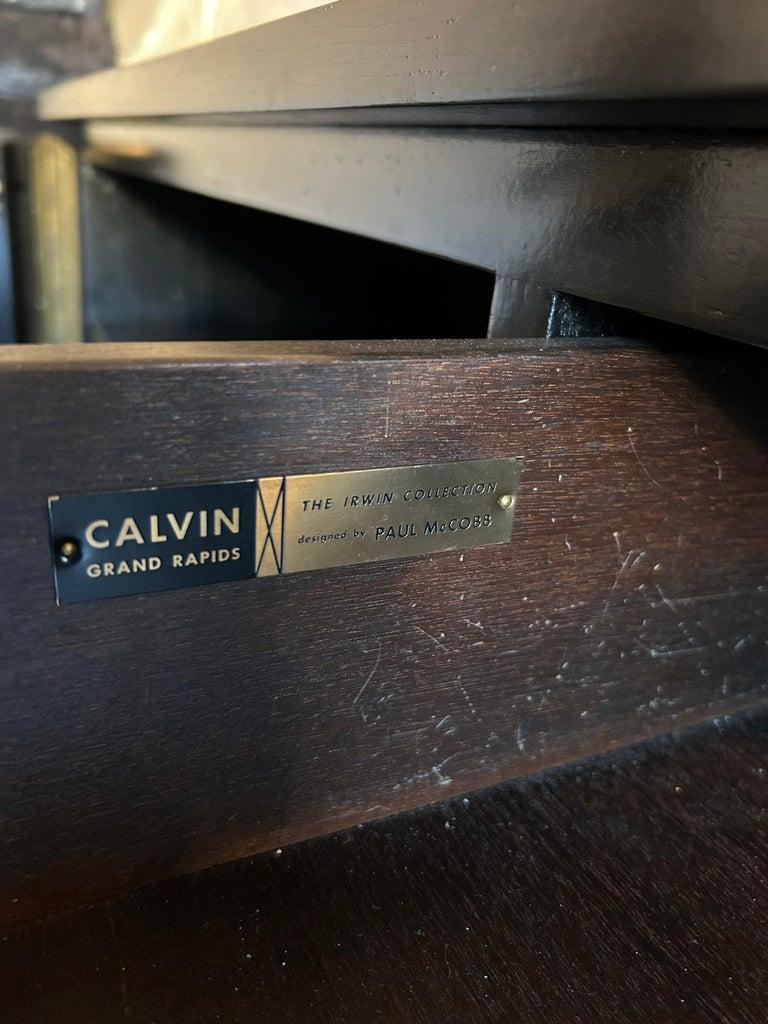 CALVIN
GRAND RAPIDS
THE IRWIN COLLECTION
designed by PAUL McCOBB